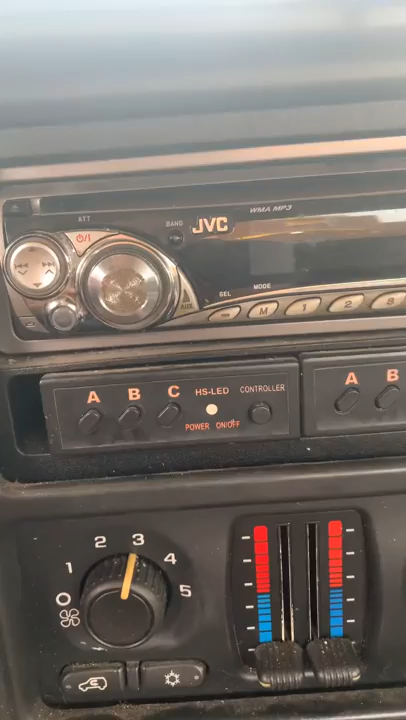 ATT
WMA MP3
BAND
JVC
⏻/I
AUX
SEL
MODE
M
1
2
3
A
B
C
HS-LED
CONTROLLER
POWER ON/OFF
A
B
0
1
2
3
4
5